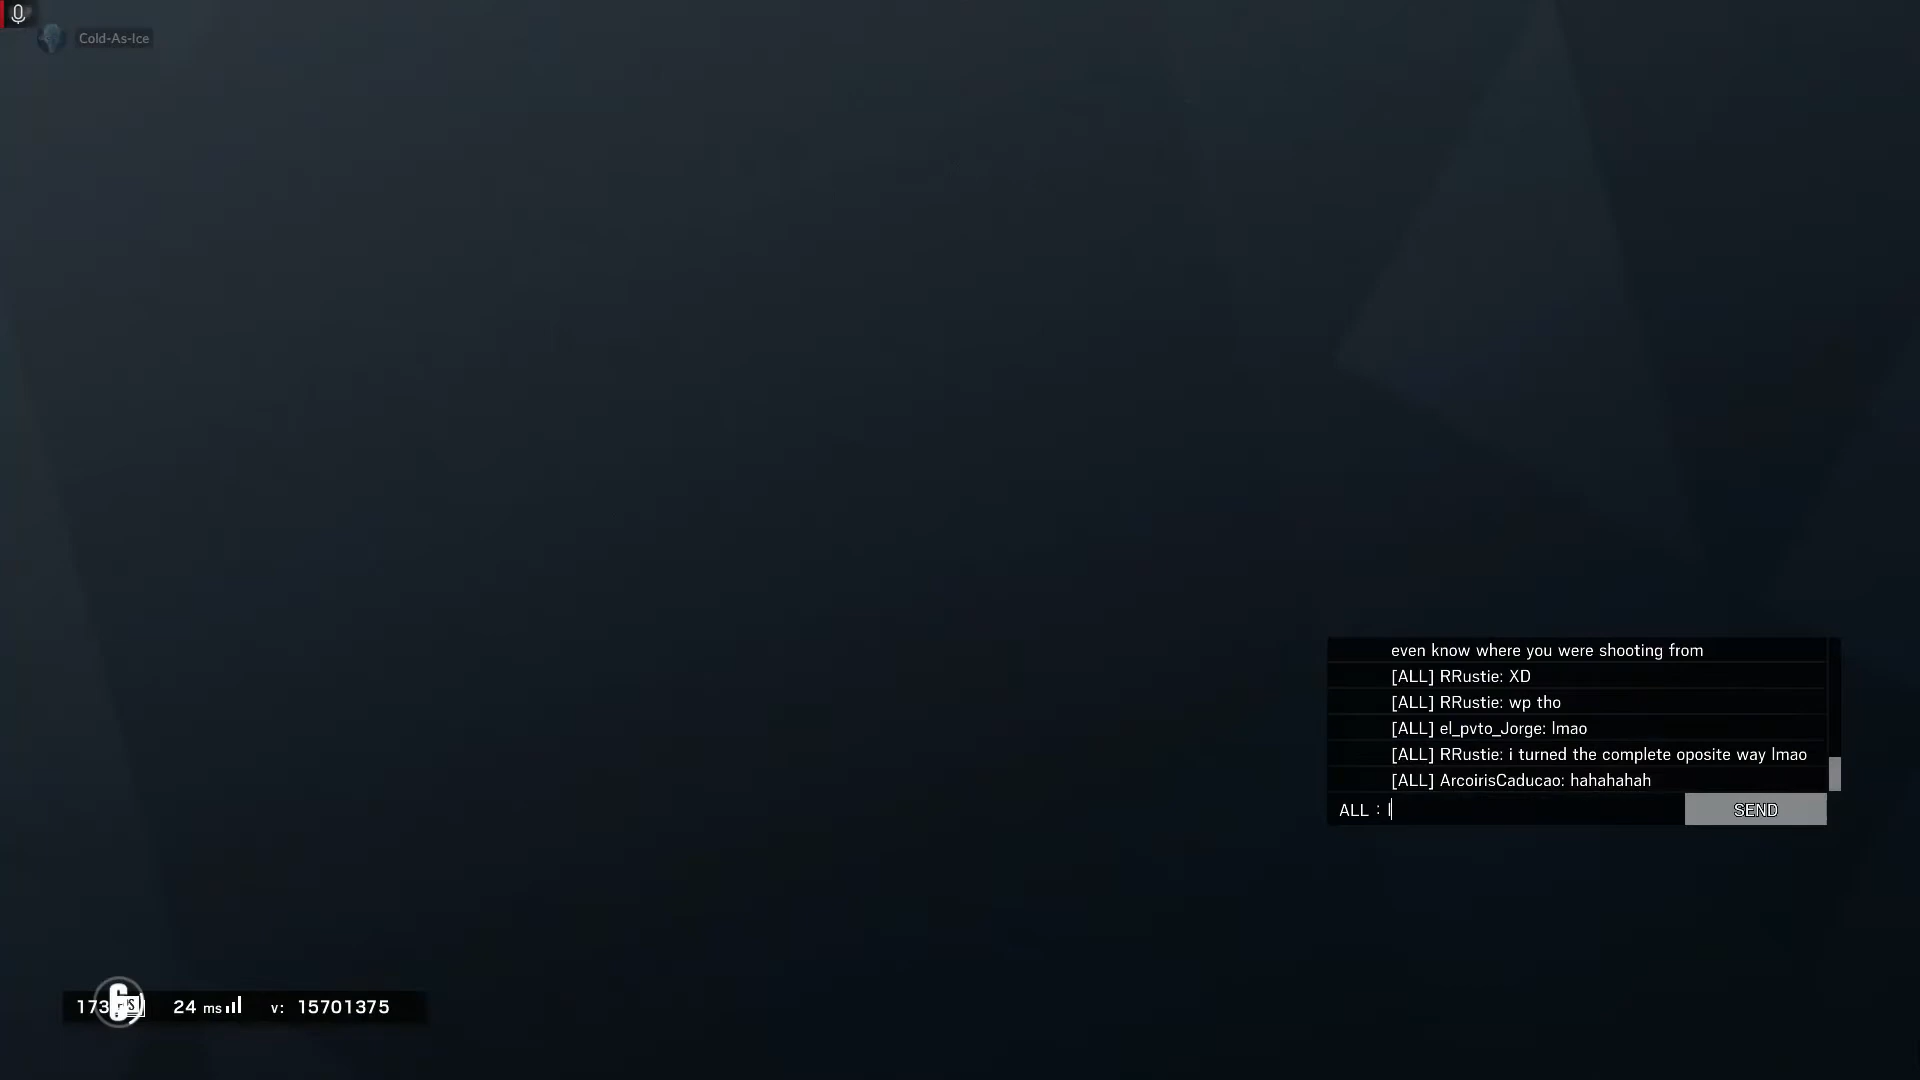 Cold-As-Ice
even know where you were shooting from
[ALL] RRustie: XD
[ALL] RRustie: wp tho
[ALL] el_pvto_Jorge: lmao
[ALL] RRustie: i turned the complete oposite way lmao
[ALL] ArcoirisCaducao: hahahahah
ALL : l
SEND
173 24 ms v: 15701375